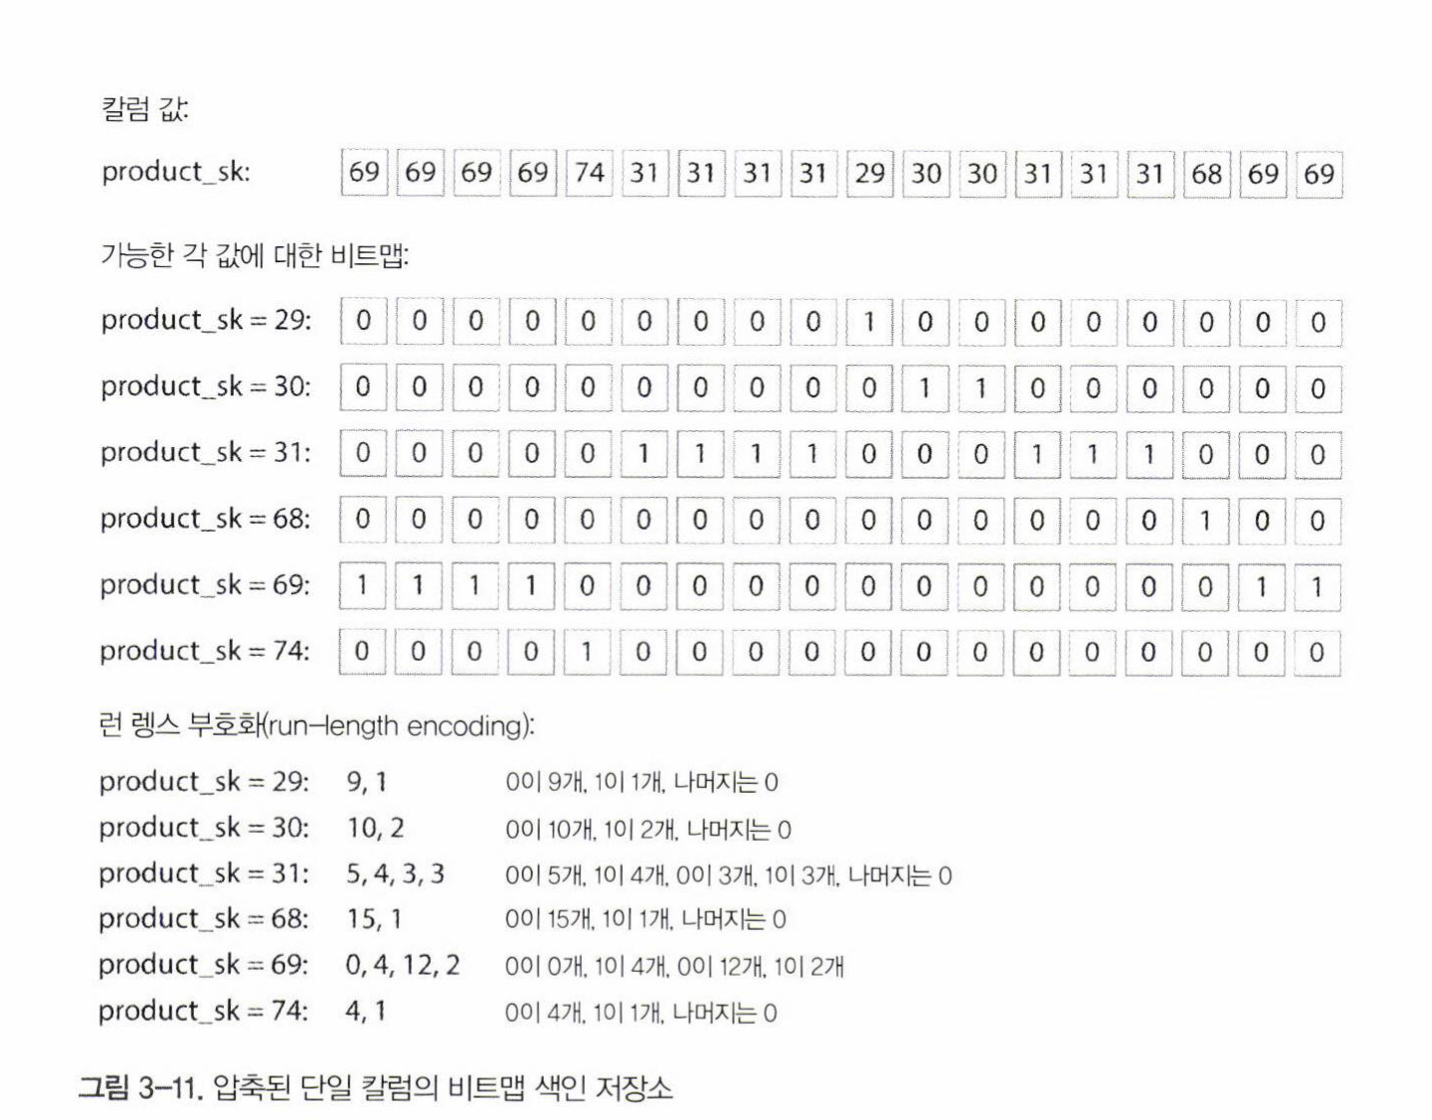 칼럼 값:
product_sk: 69 69 69 69 74 31 31 31 31 29 30 30 31 31 31 68 69 69
가능한 각 값에 대한 비트맵:
product_sk = 29: 0 0 0 0 0 0 0 0 0 1 0 0 0 0 0 0 0 0
product_sk = 30: 0 0 0 0 0 0 0 0 0 0 1 1 0 0 0 0 0 0
product_sk = 31: 0 0 0 0 0 1 1 1 1 0 0 0 1 1 1 0 0 0
product_sk = 68: 0 0 0 0 0 0 0 0 0 0 0 0 0 0 0 1 0 0
product_sk = 69: 1 1 1 1 0 0 0 0 0 0 0 0 0 0 0 0 1 1
product_sk = 74: 0 0 0 0 1 0 0 0 0 0 0 0 0 0 0 0 0 0
런 렝스 부호화(run-length encoding):
product_sk = 29: 9, 1 0이 9개, 1이 1개, 나머지는 0
product_sk = 30: 10, 2 0이 10개, 1이 2개, 나머지는 0
product_sk = 31: 5, 4, 3, 3 0이 5개, 1이 4개, 0이 3개, 1이 3개, 나머지는 0
product_sk = 68: 15, 1 0이 15개, 1이 1개, 나머지는 0
product_sk = 69: 0, 4, 12, 2 0이 0개, 1이 4개, 0이 12개, 1이 2개
product_sk = 74: 4, 1 0이 4개, 1이 1개, 나머지는 0
그림 3-11. 압축된 단일 칼럼의 비트맵 색인 저장소